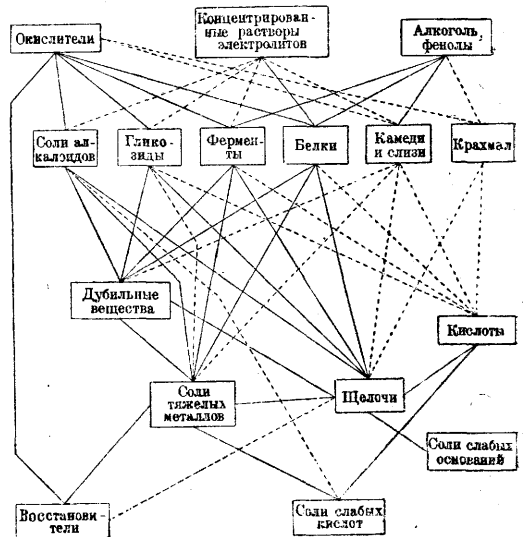 Окислители
Концентрирован-
ные растворы
электролитов
Алкоголь,
фенолы
Соли ал-
калоидов
Глико-
зиды
Фермен-
ты
Белки
Камеди
и слизи
Крахмал
Дубильные
вещества
Кислоты
Соли
тяжелых
металлов
Щелочи
Соли слабых
оснований
Восстанови-
тели
Соли слабых
кислот